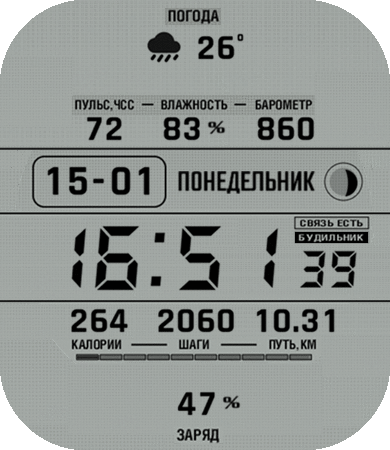 ПОГОДА
26°
ПУЛЬС,ЧСС — ВЛАЖНОСТЬ — БАРОМЕТР
72 83 % 860
15-01 ПОНЕДЕЛЬНИК
СВЯЗЬ ЕСТЬ
БУДИЛЬНИК
16:51 39
264 2060 10.31
КАЛОРИИ — ШАГИ — ПУТЬ,КМ
47 %
ЗАРЯД